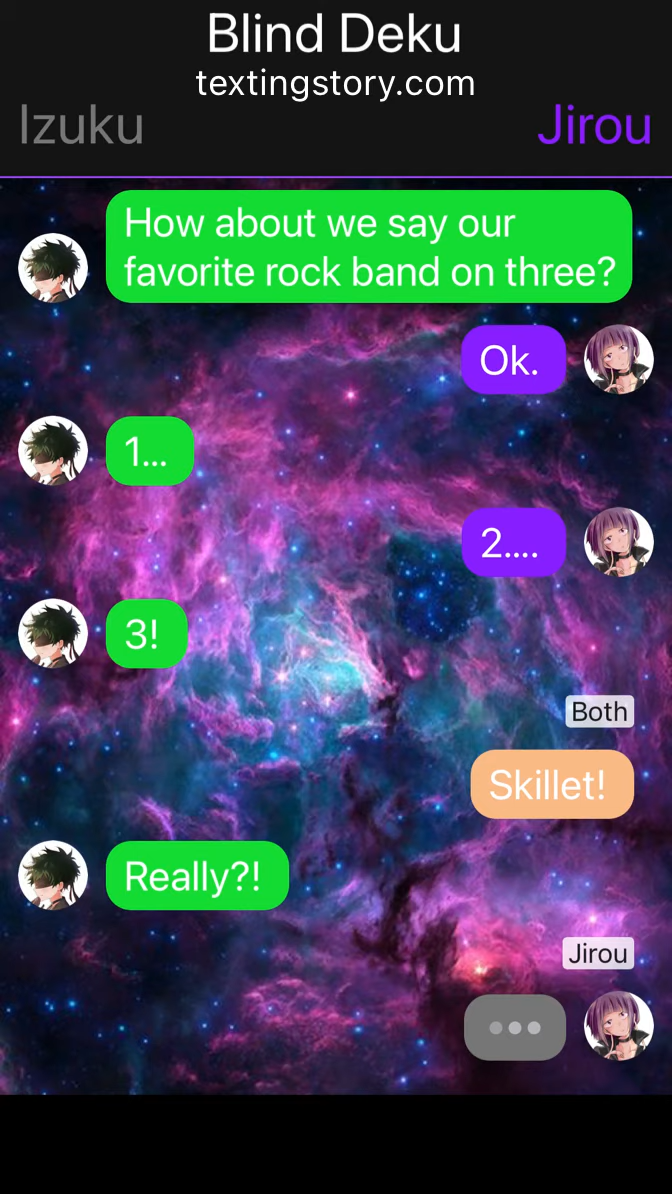 Blind Deku
textingstory.com
Izuku
Jirou
How about we say our
favorite rock band on three?
Ok.
1...
2....
3!
Both
Skillet!
Really?!
Jirou